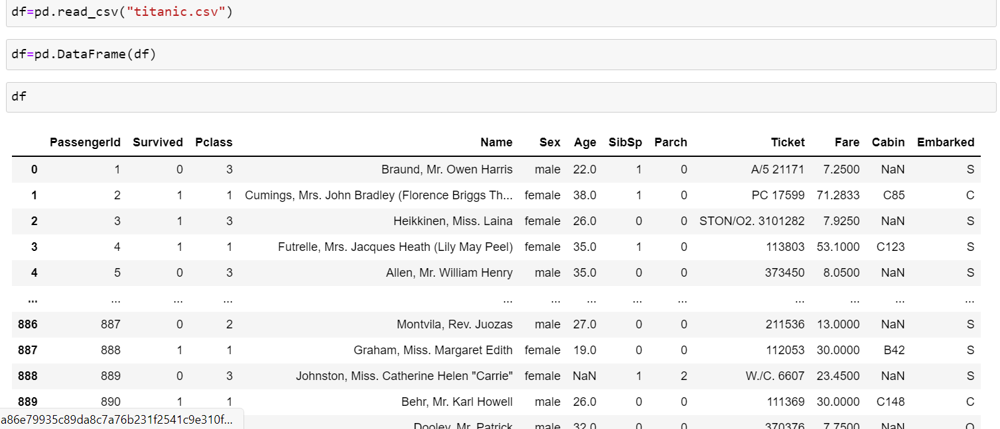 df=pd.read_csv("titanic.csv")
df=pd.DataFrame(df)
df
PassengerId Survived Pclass Name Sex Age SibSp Parch Ticket Fare Cabin Embarked
0 1 0 3 Braund, Mr. Owen Harris male 22.0 1 0 A/5 21171 7.2500 NaN S
1 2 1 1 Cumings, Mrs. John Bradley (Florence Briggs Th... female 38.0 1 0 PC 17599 71.2833 C85 C
2 3 1 3 Heikkinen, Miss. Laina female 26.0 0 0 STON/O2. 3101282 7.9250 NaN S
3 4 1 1 Futrelle, Mrs. Jacques Heath (Lily May Peel) female 35.0 1 0 113803 53.1000 C123 S
4 5 0 3 Allen, Mr. William Henry male 35.0 0 0 373450 8.0500 NaN S
... ... ... ... ... ... ... ... ... ... ... ... ...
886 887 0 2 Montvila, Rev. Juozas male 27.0 0 0 211536 13.0000 NaN S
887 888 1 1 Graham, Miss. Margaret Edith female 19.0 0 0 112053 30.0000 B42 S
888 889 0 3 Johnston, Miss. Catherine Helen "Carrie" female NaN 1 2 W./C. 6607 23.4500 NaN S
889 890 1 1 Behr, Mr. Karl Howell male 26.0 0 0 111369 30.0000 C148 C
a86e79935c89da8c7a76b231f2541c9e310f...
Dooley, Mr. Patrick male 32.0 0 0 370376 7.7500 NaN Q